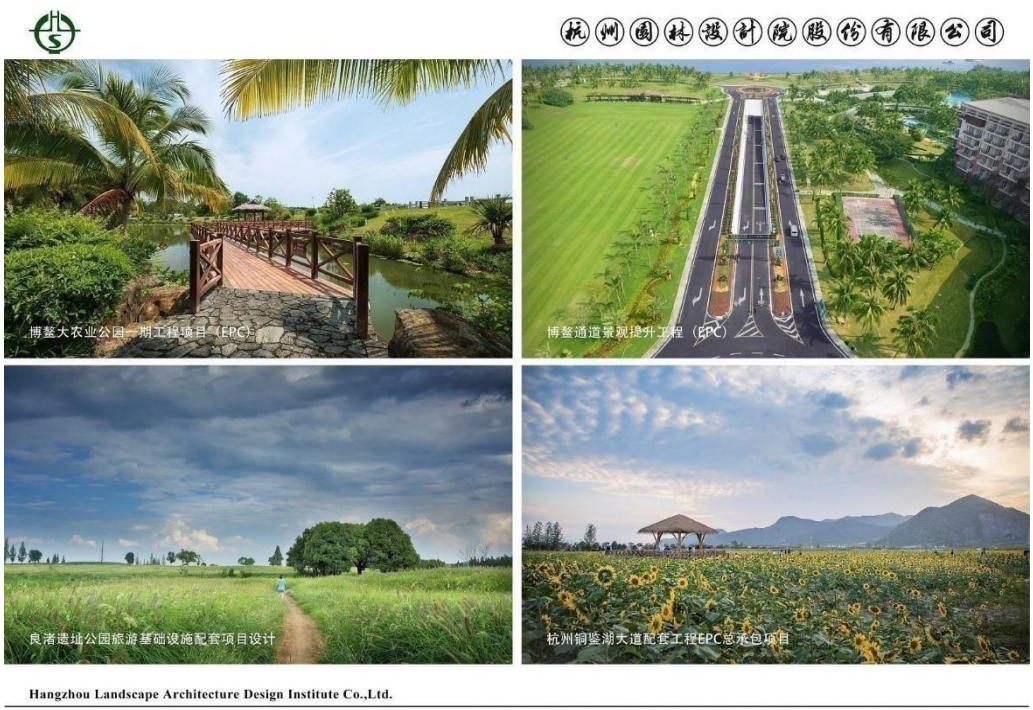 HS
杭州園林設計院股份有限公司
博鳌大农业公园一期工程项目（EPC）
博鳌通道景观提升工程（EPC）
良渚遗址公园旅游基础设施配套项目设计
杭州铜鉴湖大道配套工程EPC总承包项目
Hangzhou Landscape Architecture Design Institute Co.,Ltd.